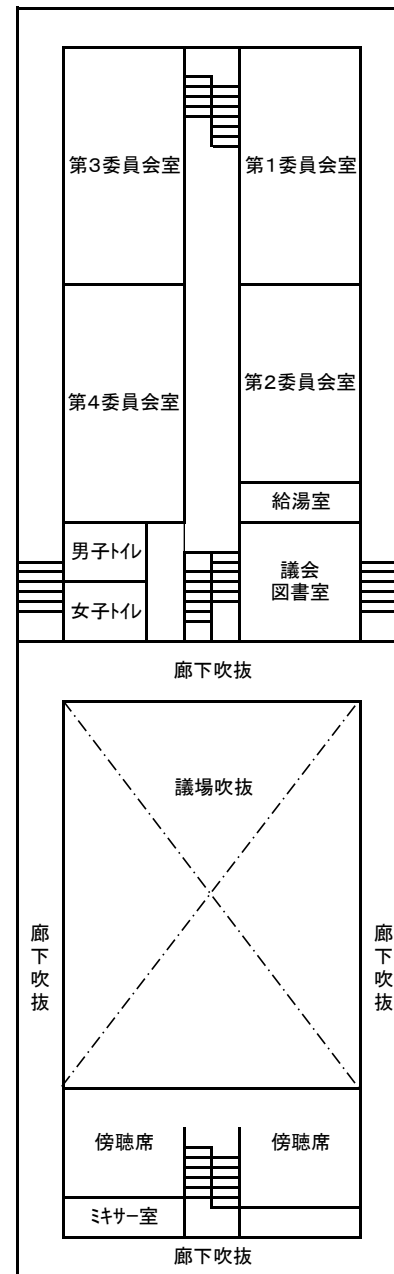 第3委員会室
第1委員会室
第4委員会室
第2委員会室
給湯室
男子ﾄｲﾚ
女子ﾄｲﾚ
議会
図書室
廊下吹抜
議場吹抜
廊下吹抜
廊下吹抜
傍聴席
傍聴席
ﾐｷｻｰ室
廊下吹抜